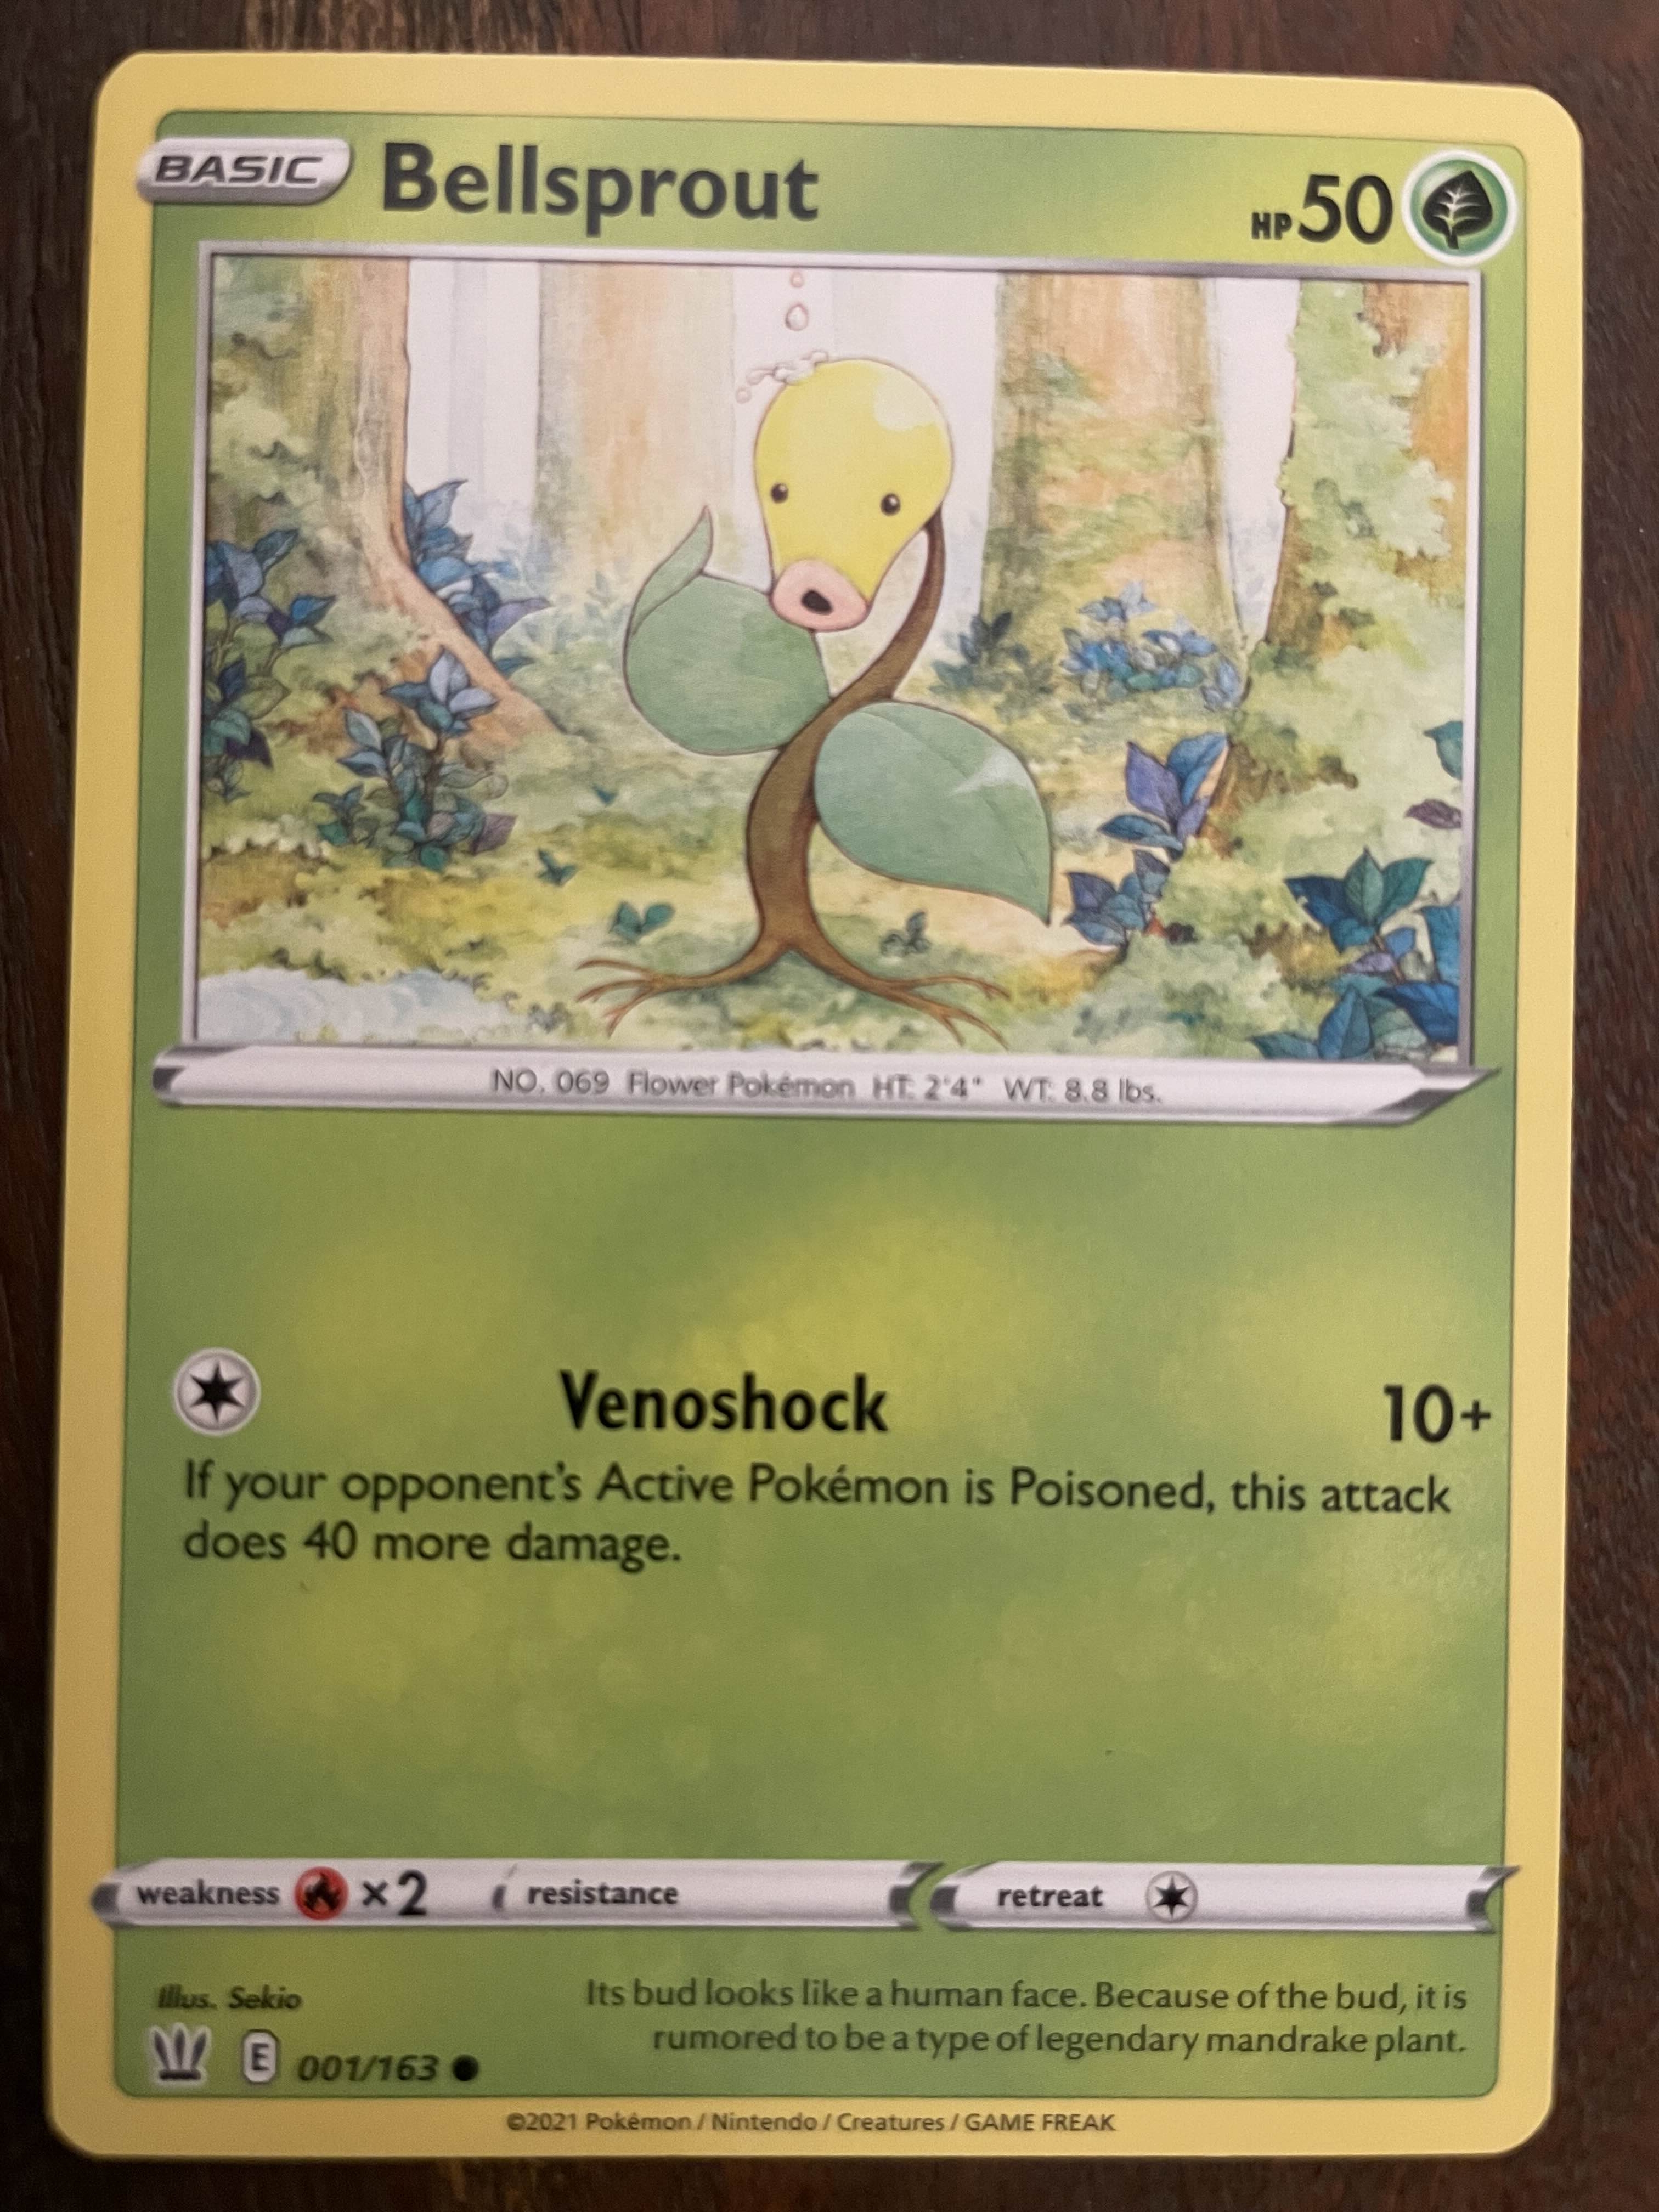 BASIC Bellsprout HP 50
NO. 069 Flower Pokémon HT: 2'4" WT: 8.8 lbs.
Venoshock 10+
If your opponent's Active Pokémon is Poisoned, this attack
does 40 more damage.
weakness ×2 resistance retreat
Illus. Sekio
Its bud looks like a human face. Because of the bud, it is
rumored to be a type of legendary mandrake plant.
E 001/163
©2021 Pokémon / Nintendo / Creatures / GAME FREAK